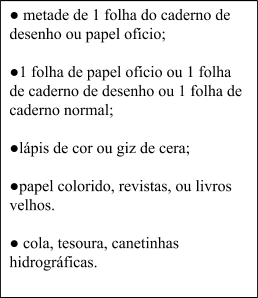 ● metade de 1 folha do caderno de
desenho ou papel ofício;
●1 folha de papel ofício ou 1 folha
de caderno de desenho ou 1 folha de
caderno normal;
●lápis de cor ou giz de cera;
●papel colorido, revistas, ou livros
velhos.
● cola, tesoura, canetinhas
hidrográficas.